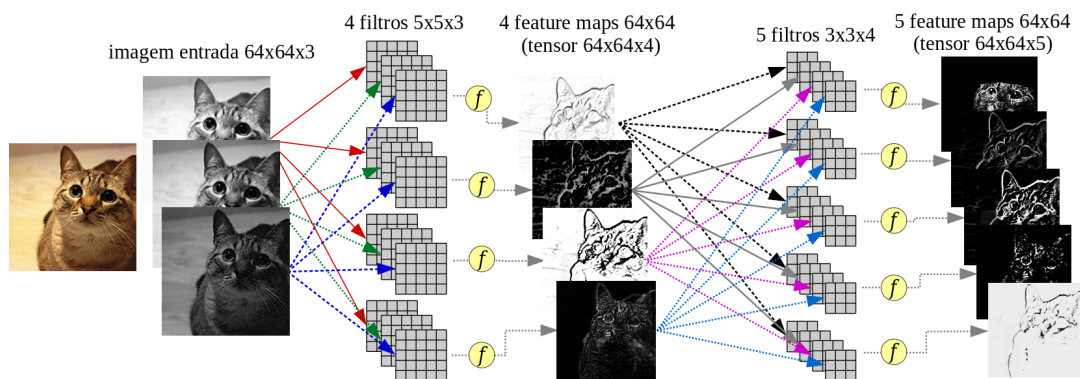 imagem entrada 64x64x3
4 filtros 5x5x3
4 feature maps 64x64
(tensor 64x64x4)
5 filtros 3x3x4
5 feature maps 64x64
(tensor 64x64x5)
f
f
f
f
f
f
f
f
f